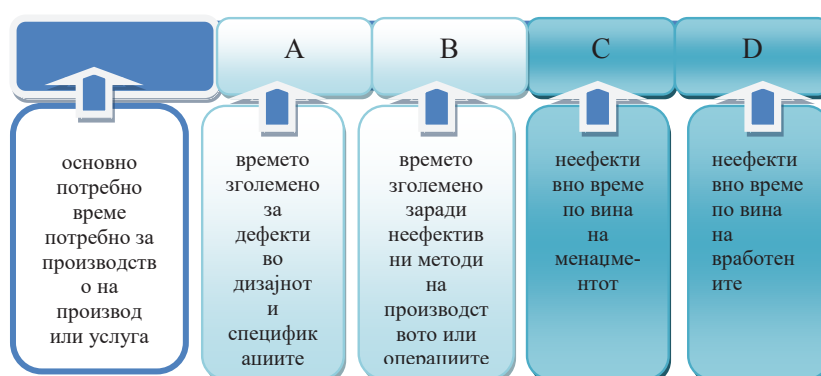 A
B
C
D
основно
потребно
време
потребно за
производств
о на
производ
или услуга
времето
зголемено
за
дефекти
во
дизајнот
и
специфик
ациите
времето
зголемено
заради
неефектив
ни методи
на
производст
вото или
операциите
неефекти
вно време
по вина
на
менаџме-
нтот
неефекти
вно време
по вина
на
вработен
ите